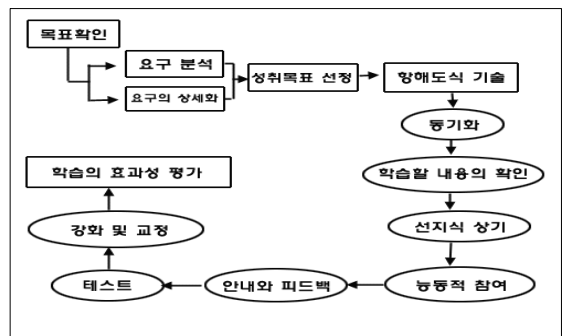 목표확인
요구 분석
요구의 상세화
성취목표 선정
항해도식 기술
동기화
학습할 내용의 확인
선지식 상기
능동적 참여
안내와 피드백
테스트
강화 및 교정
학습의 효과성 평가